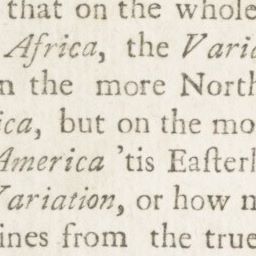 that on the whole
Africa, the Varia
n the more North
ica, but on the mo
America 'tis Eaſterl
Variation, or how m
ines from the true